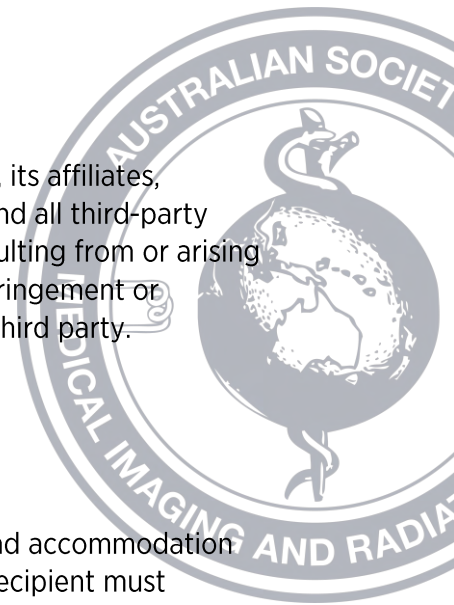 AUSTRALIAN SOCIET
, its affiliates,
nd all third-party
ulting from or arising
ringement or
hird party.
MEDICAL IMAGING AND RADIAT
nd accommodation
ecipient must